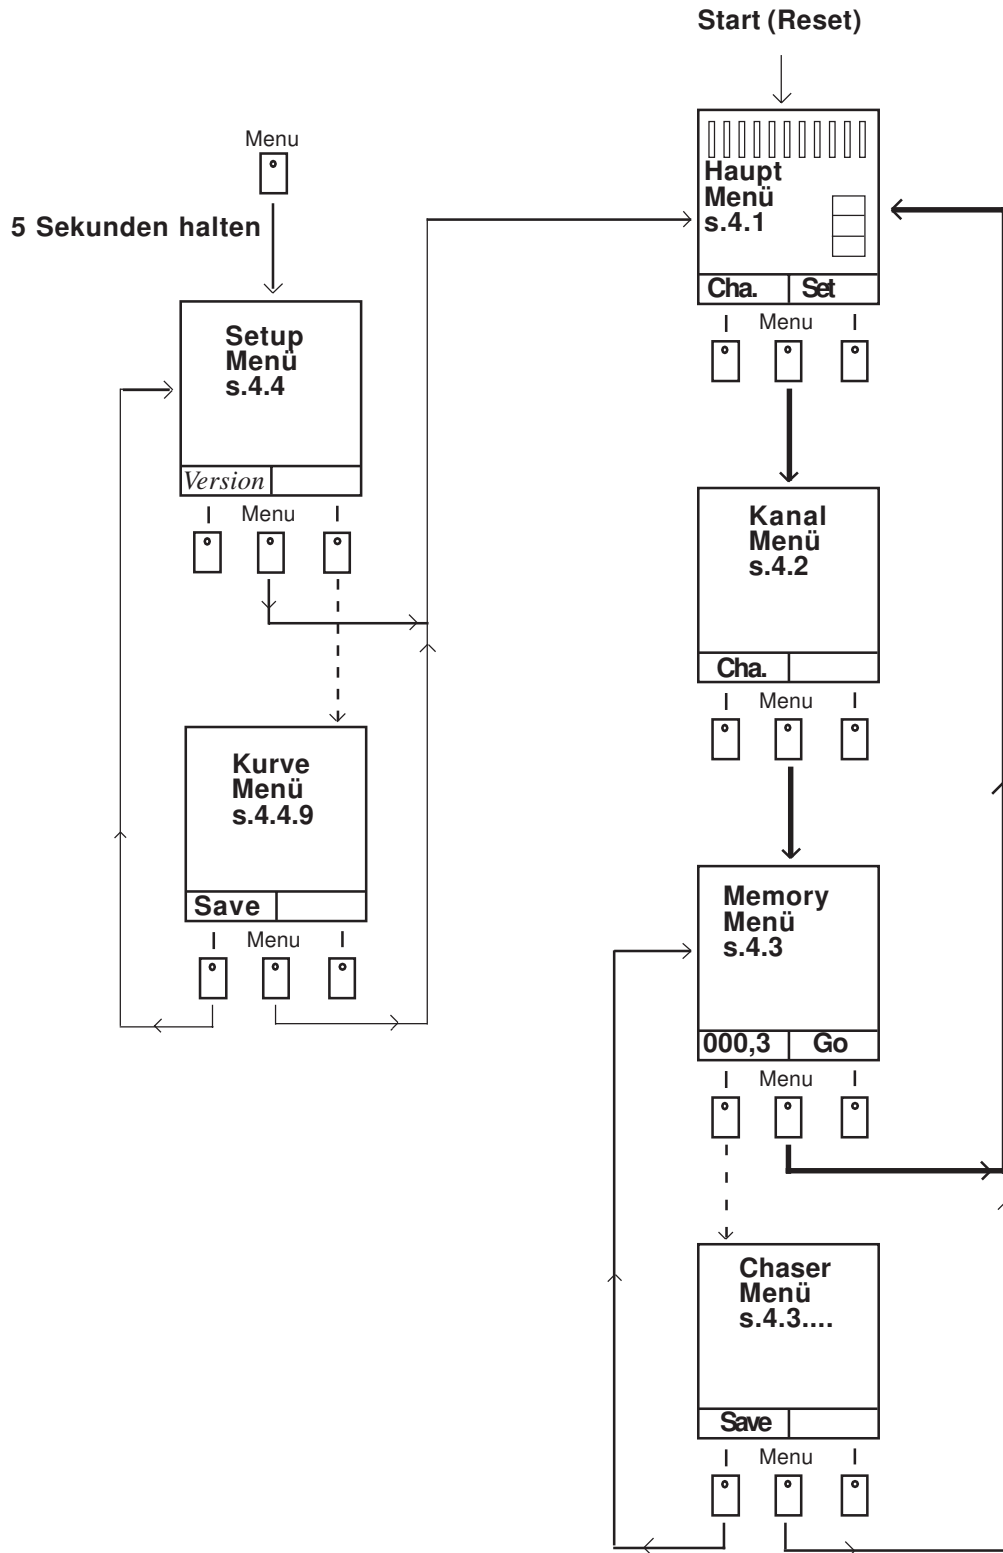 Start (Reset)
Menu
5 Sekunden halten
Haupt
Menü
s.4.1
Cha. Set
Menu
Setup
Menü
s.4.4
Version
Menu
Kanal
Menü
s.4.2
Cha.
Menu
Kurve
Menü
s.4.4.9
Save
Menu
Memory
Menü
s.4.3
000,3 Go
Menu
Chaser
Menü
s.4.3....
Save
Menu